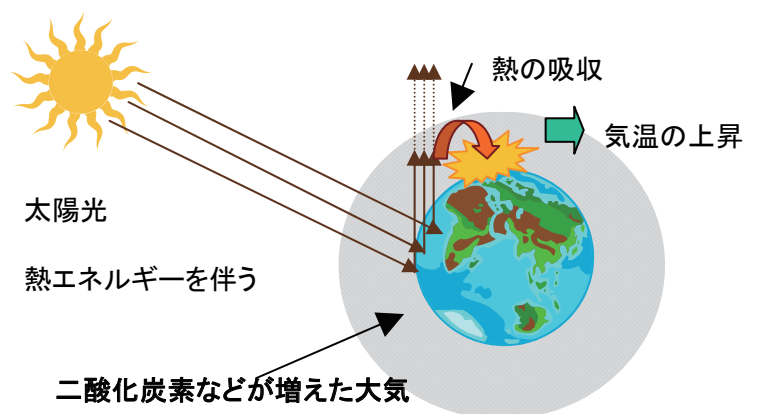 熱の吸収
気温の上昇
太陽光
熱エネルギーを伴う
二酸化炭素などが増えた大気